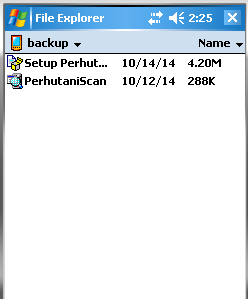 File Explorer 2:25
backup Name
Setup Perhut... 10/14/14 4.20M
PerhutaniScan 10/12/14 288K